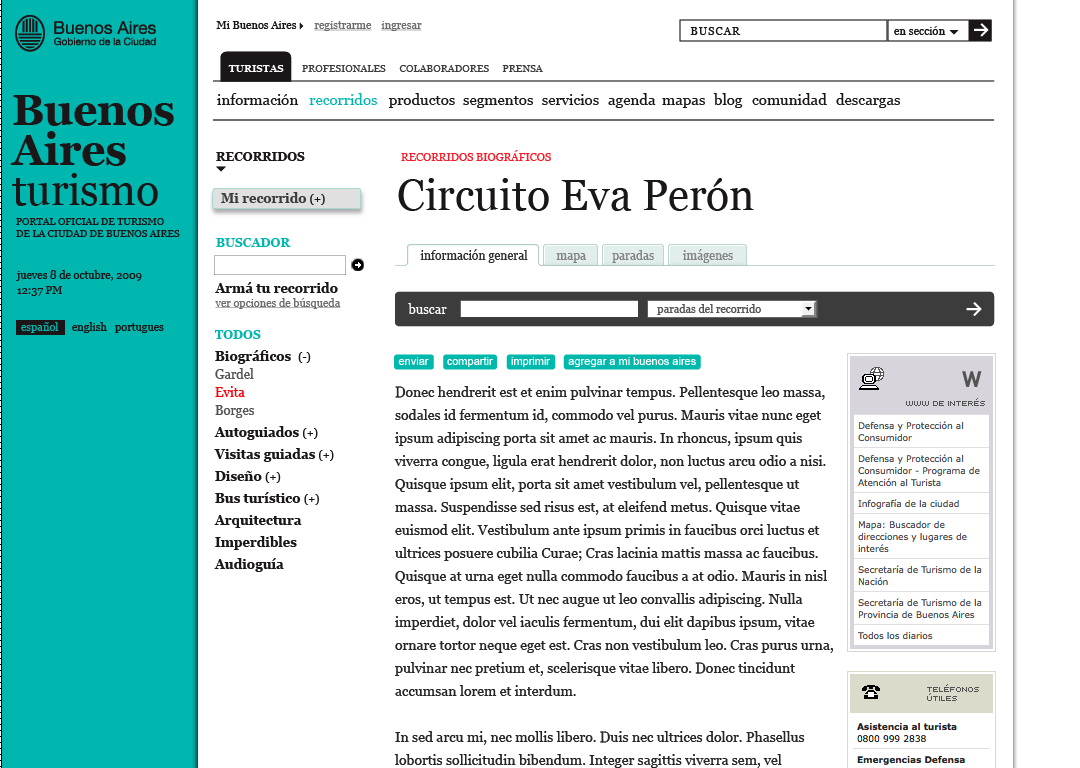 Buenos Aires
Gobierno de la Ciudad
Buenos
Aires
turismo
PORTAL OFICIAL DE TURISMO
DE LA CIUDAD DE BUENOS AIRES
jueves 8 de octubre, 2009
12:37 PM
español english portugues
Mi Buenos Aires registrarme ingresar
BUSCAR en sección
TURISTAS PROFESIONALES COLABORADORES PRENSA
información recorridos productos segmentos servicios agenda mapas blog comunidad descargas
RECORRIDOS
Mi recorrido (+)
BUSCADOR
Armá tu recorrido
ver opciones de búsqueda
TODOS
Biográficos (-)
Gardel
Evita
Borges
Autoguiados (+)
Visitas guiadas (+)
Diseño (+)
Bus turístico (+)
Arquitectura
Imperdibles
Audioguía
RECORRIDOS BIOGRÁFICOS
Circuito Eva Perón
información general mapa paradas imágenes
buscar paradas del recorrido
enviar compartir imprimir agregar a mi buenos aires
Donec hendrerit est et enim pulvinar tempus. Pellentesque leo massa,
sodales id fermentum id, commodo vel purus. Mauris vitae nunc eget
ipsum adipiscing porta sit amet ac mauris. In rhoncus, ipsum quis
viverra congue, ligula erat hendrerit dolor, non luctus arcu odio a nisi.
Quisque ipsum elit, porta sit amet vestibulum vel, pellentesque ut
massa. Suspendisse sed risus est, at eleifend metus. Quisque vitae
euismod elit. Vestibulum ante ipsum primis in faucibus orci luctus et
ultrices posuere cubilia Curae; Cras lacinia mattis massa ac faucibus.
Quisque at urna eget nulla commodo faucibus a at odio. Mauris in nisl
eros, ut tempus est. Ut nec augue ut leo convallis adipiscing. Nulla
imperdiet, dolor vel iaculis fermentum, dui elit dapibus ipsum, vitae
ornare tortor neque eget est. Cras non vestibulum leo. Cras purus urna,
pulvinar nec pretium et, scelerisque vitae libero. Donec tincidunt
accumsan lorem et interdum.
In sed arcu mi, nec mollis libero. Duis nec ultrices dolor. Phasellus
lobortis sollicitudin bibendum. Integer sagittis viverra sem, vel
W
WWW DE INTERÉS
Defensa y Protección al
Consumidor
Defensa y Protección al
Consumidor - Programa de
Atención al Turista
Infografía de la ciudad
Mapa: Buscador de
direcciones y lugares de
interés
Secretaría de Turismo de la
Nación
Secretaría de Turismo de la
Provincia de Buenos Aires
Todos los diarios
TELÉFONOS
ÚTILES
Asistencia al turista
0800 999 2838
Emergencias Defensa